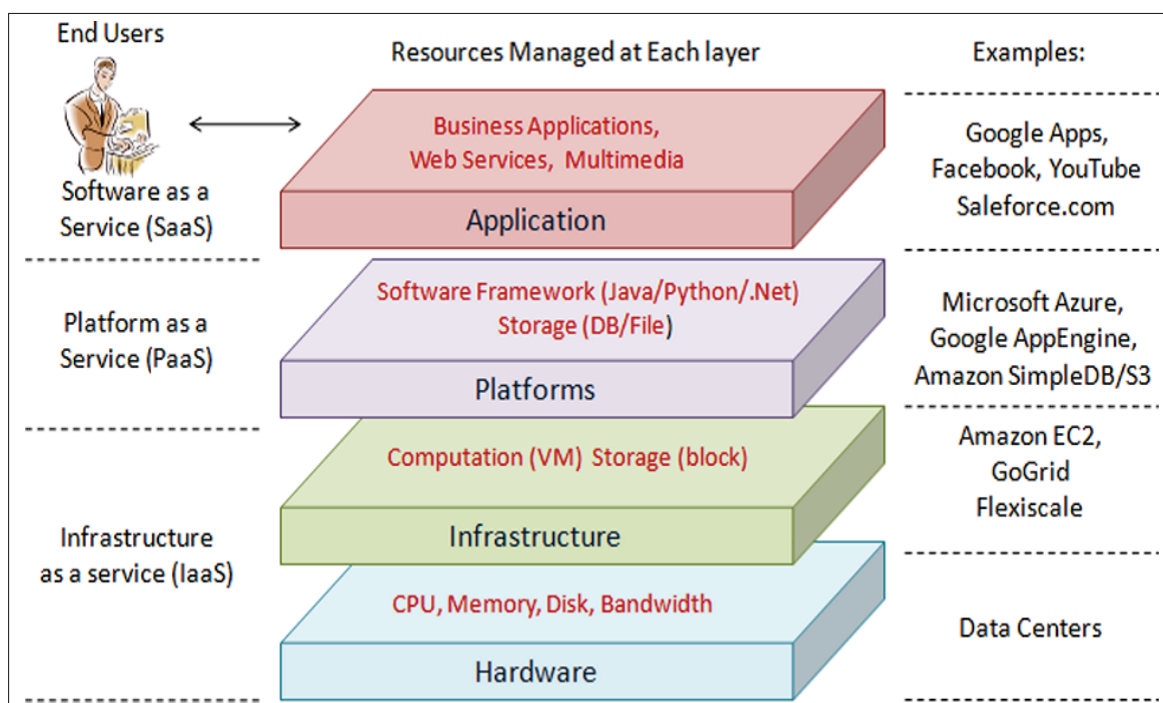 End Users
Resources Managed at Each layer
Examples:
Business Applications,
Web Services, Multimedia
Application
Software as a
Service (SaaS)
Google Apps,
Facebook, YouTube
Saleforce.com
Software Framework (Java/Python/.Net)
Storage (DB/File)
Platforms
Platform as a
Service (PaaS)
Microsoft Azure,
Google AppEngine,
Amazon SimpleDB/S3
Computation (VM) Storage (block)
Infrastructure
Amazon EC2,
GoGrid
Flexiscale
Infrastructure
as a service (IaaS)
CPU, Memory, Disk, Bandwidth
Hardware
Data Centers